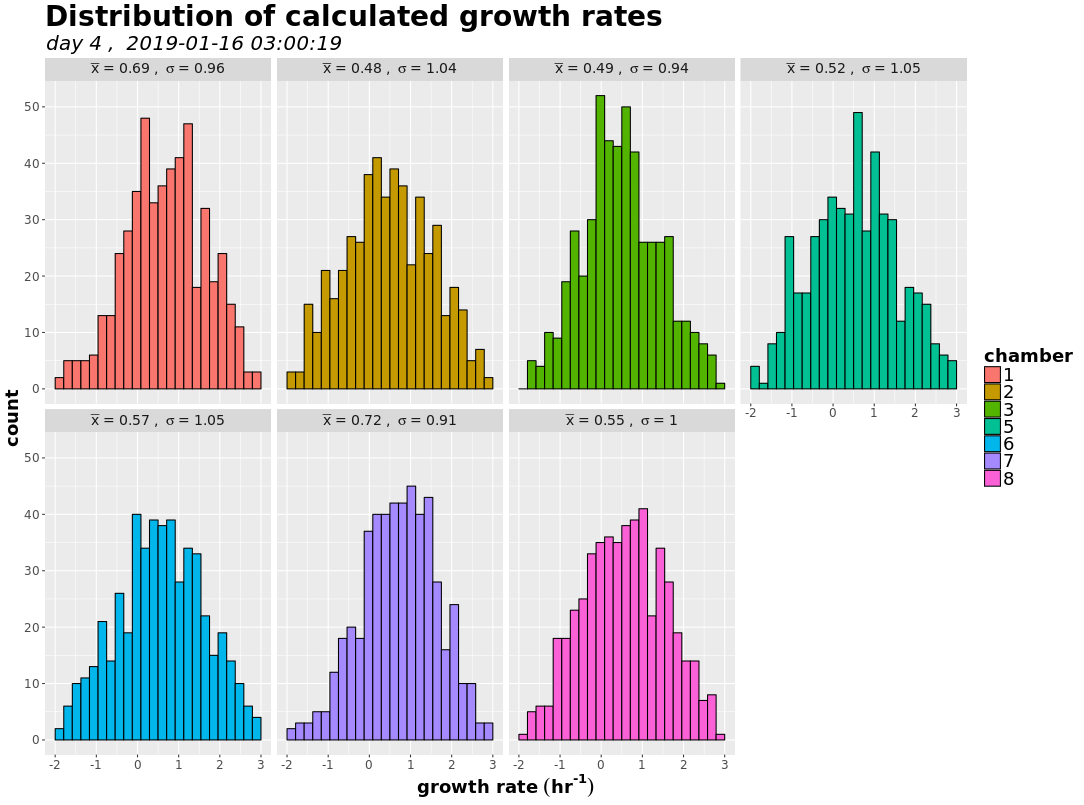 Distribution of calculated growth rates
day 4 , 2019-01-16 03:00:19
x̅ = 0.69 , σ = 0.96
x̅ = 0.48 , σ = 1.04
x̅ = 0.49 , σ = 0.94
x̅ = 0.52 , σ = 1.05
50
40
30
20
10
0
-2 -1 0 1 2 3
x̅ = 0.57 , σ = 1.05
x̅ = 0.72 , σ = 0.91
x̅ = 0.55 , σ = 1
50
40
30
20
10
0
-2 -1 0 1 2 3
-2 -1 0 1 2 3
-2 -1 0 1 2 3
count
growth rate (hr⁻¹)
chamber
1
2
3
5
6
7
8